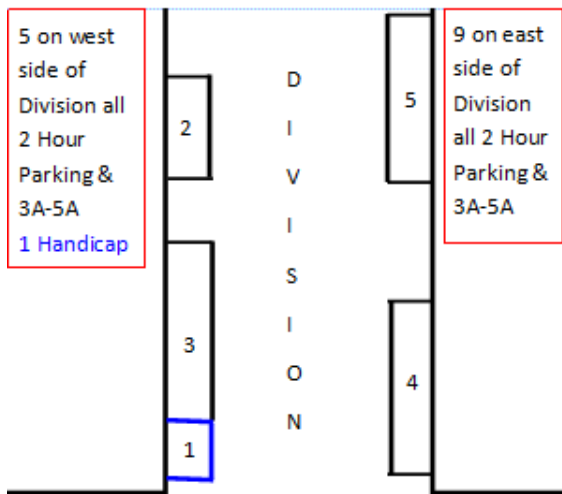 5 on west
side of
Division all
2 Hour
Parking &
3A-5A
1 Handicap
2
3
1
D
I
V
I
S
I
O
N
5
4
9 on east
side of
Division
all 2 Hour
Parking &
3A-5A